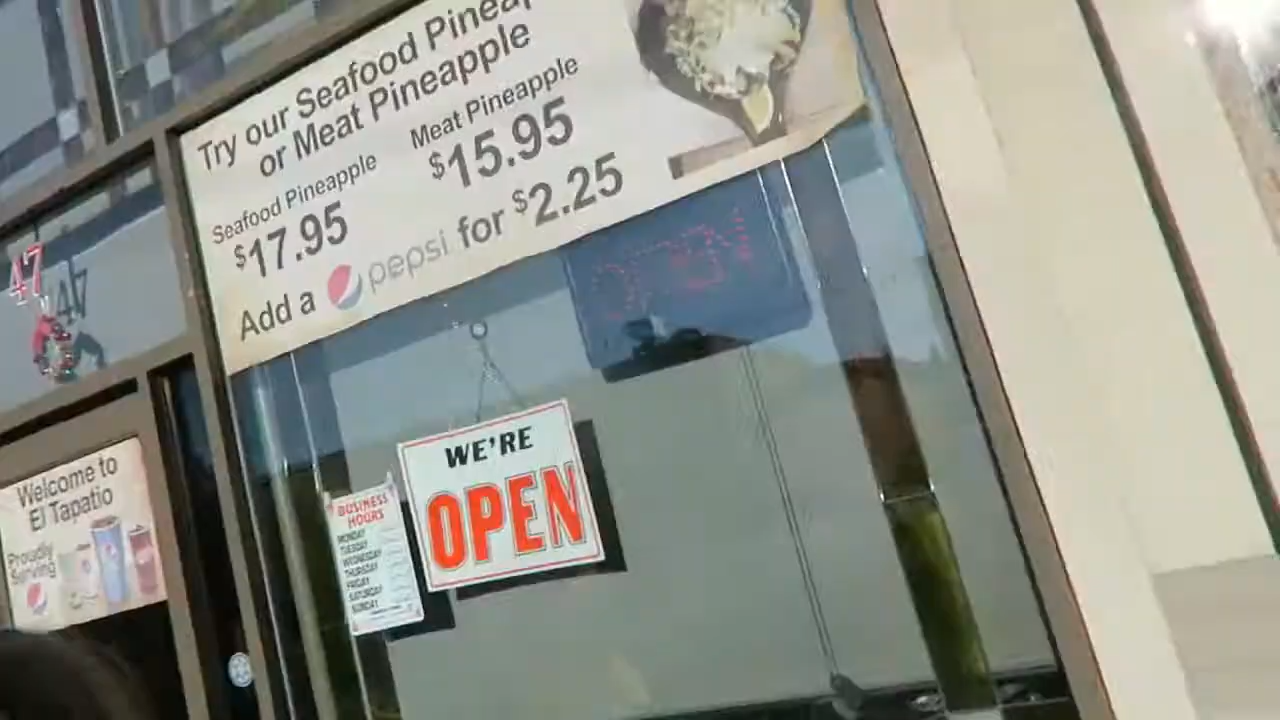 Try our Seafood Pineap
or Meat Pineapple
Seafood Pineapple
$17.95
Meat Pineapple
$15.95
Add a pepsi for $2.25
47
WE'RE
OPEN
BUSINESS
HOURS
MONDAY
TUESDAY
WEDNESDAY
THURSDAY
FRIDAY
SATURDAY
SUNDAY
Welcome to
El Tapatio
Proudly
Serving